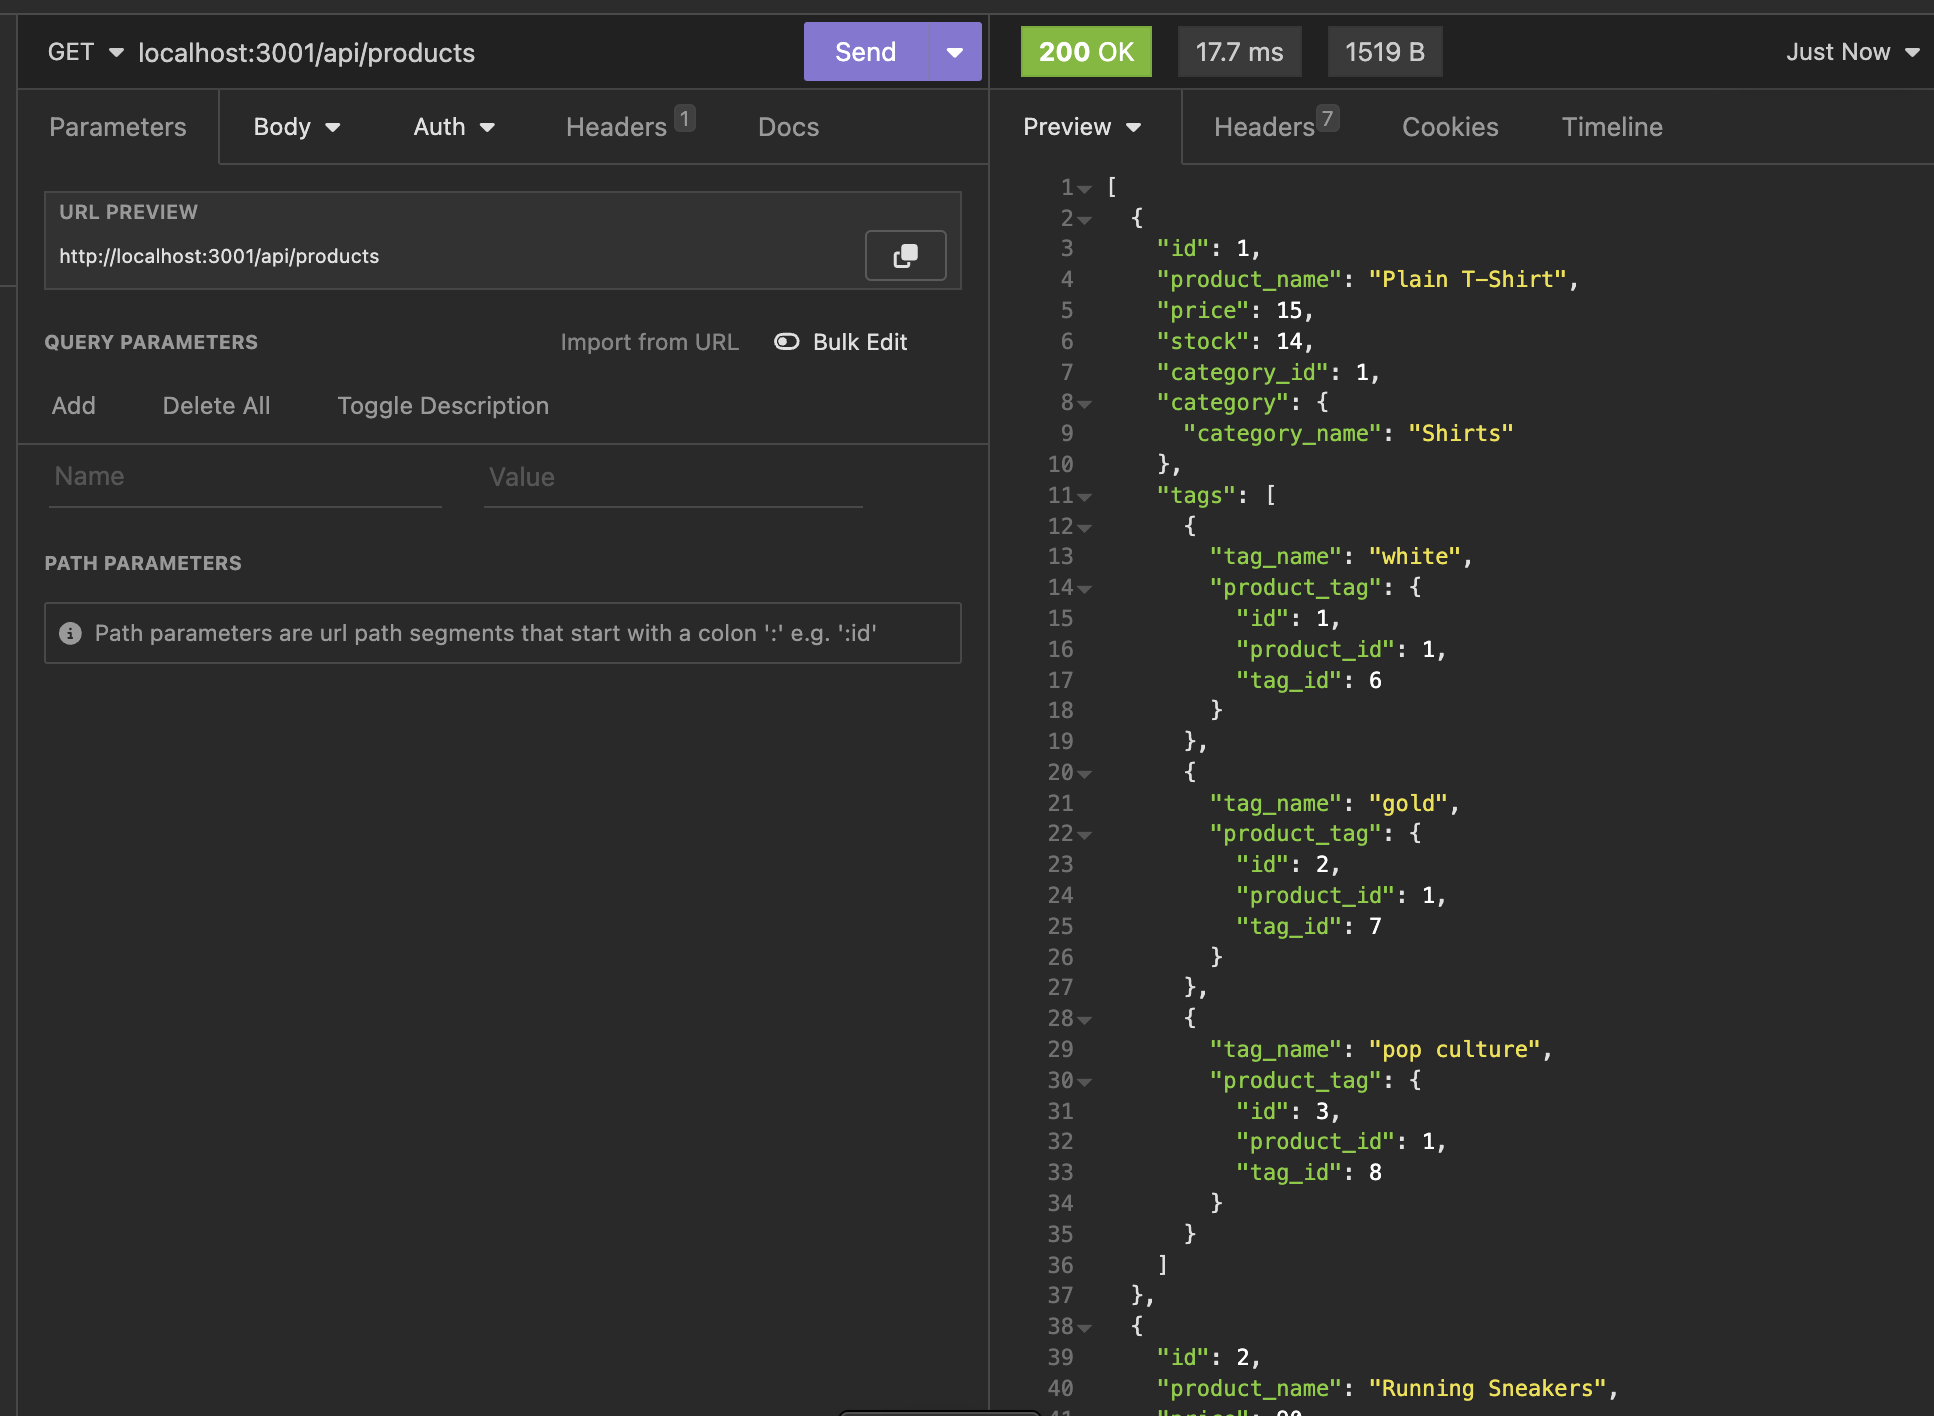 GET localhost:3001/api/products
Send
200 OK
17.7 ms
1519 B
Just Now
Parameters
Body
Auth
Headers 1
Docs
Preview
Headers 7
Cookies
Timeline
URL PREVIEW
http://localhost:3001/api/products
QUERY PARAMETERS
Import from URL
Bulk Edit
Add
Delete All
Toggle Description
Name
Value
PATH PARAMETERS
Path parameters are url path segments that start with a colon ':' e.g. ':id'
1 [
2 {
3 "id": 1,
4 "product_name": "Plain T-Shirt",
5 "price": 15,
6 "stock": 14,
7 "category_id": 1,
8 "category": {
9 "category_name": "Shirts"
10 },
11 "tags": [
12 {
13 "tag_name": "white",
14 "product_tag": {
15 "id": 1,
16 "product_id": 1,
17 "tag_id": 6
18 }
19 },
20 {
21 "tag_name": "gold",
22 "product_tag": {
23 "id": 2,
24 "product_id": 1,
25 "tag_id": 7
26 }
27 },
28 {
29 "tag_name": "pop culture",
30 "product_tag": {
31 "id": 3,
32 "product_id": 1,
33 "tag_id": 8
34 }
35 }
36 ]
37 },
38 {
39 "id": 2,
40 "product_name": "Running Sneakers",
41 "price": 90